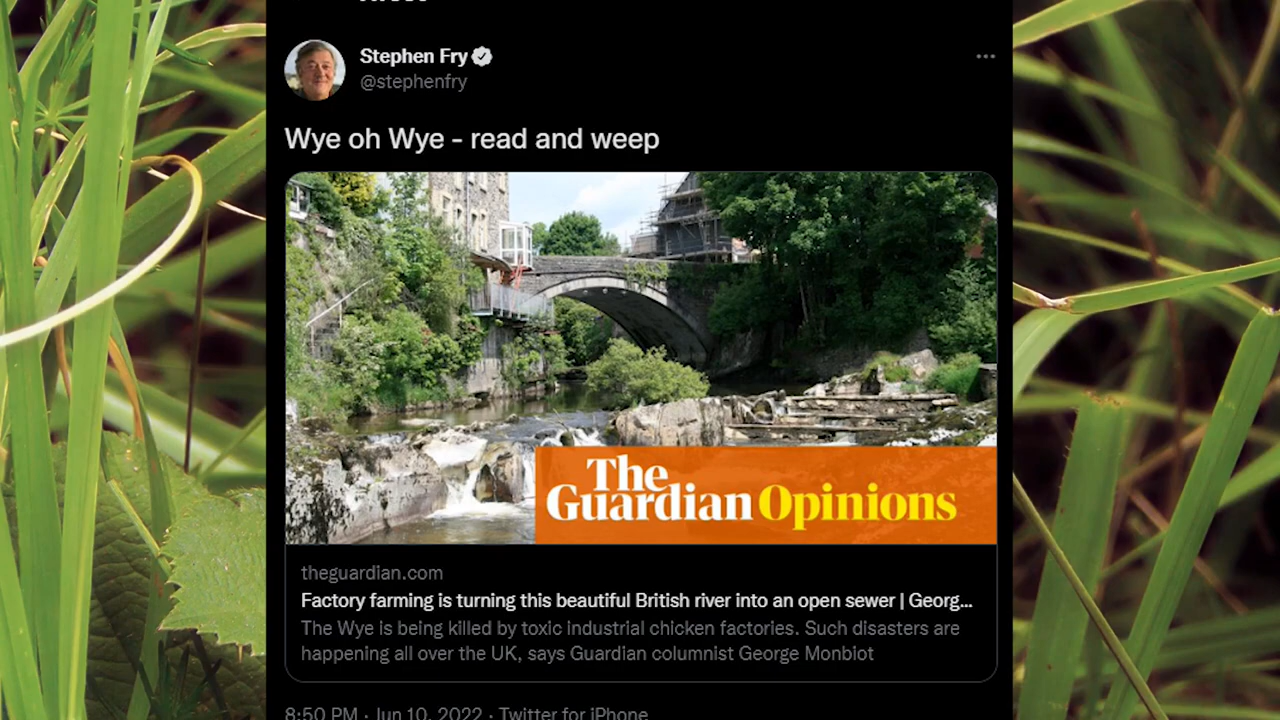 Stephen Fry
@stephenfry
Wye oh Wye - read and weep
The
Guardian Opinions
theguardian.com
Factory farming is turning this beautiful British river into an open sewer | Georg...
The Wye is being killed by toxic industrial chicken factories. Such disasters are
happening all over the UK, says Guardian columnist George Monbiot
8:50 PM · Jun 10, 2022 · Twitter for iPhone